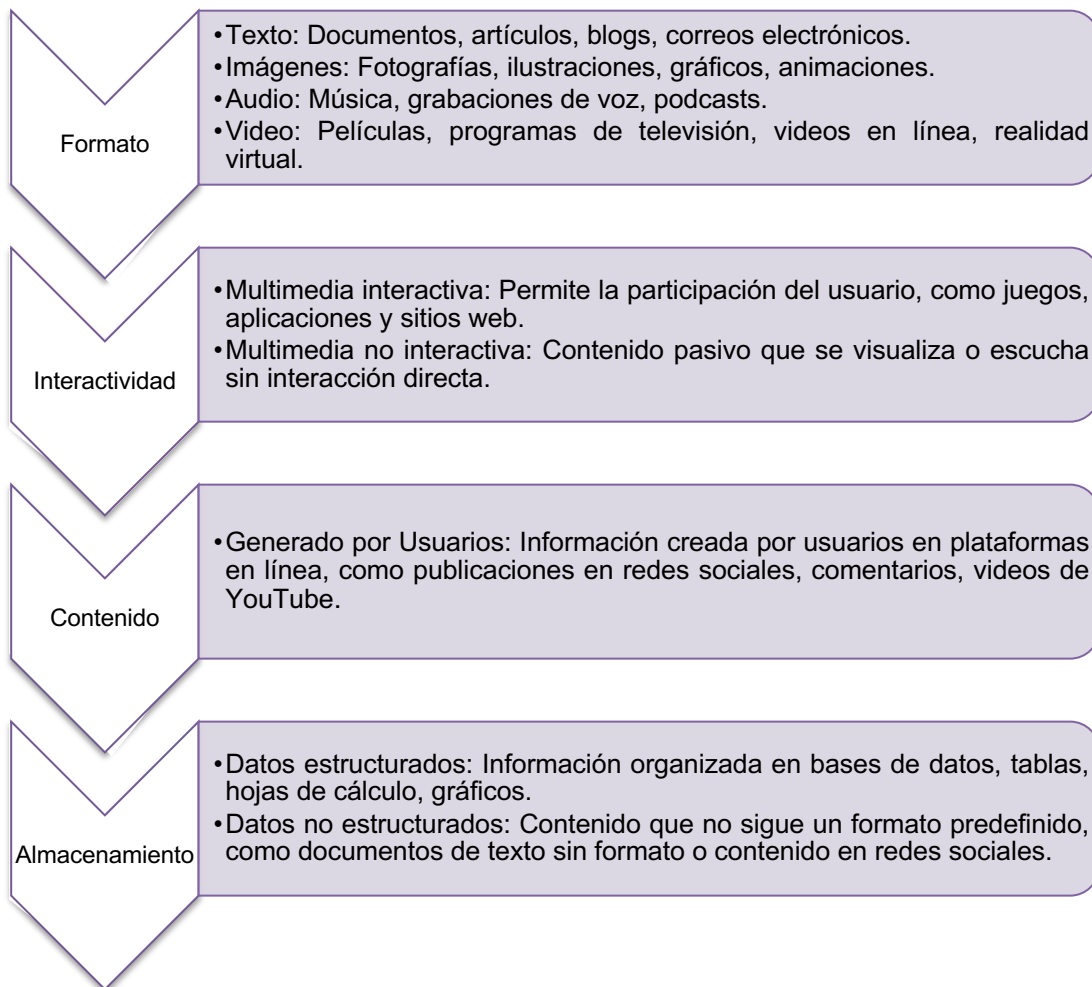 Formato
•Texto: Documentos, artículos, blogs, correos electrónicos.
•Imágenes: Fotografías, ilustraciones, gráficos, animaciones.
•Audio: Música, grabaciones de voz, podcasts.
•Video: Películas, programas de televisión, videos en línea, realidad
virtual.
Interactividad
•Multimedia interactiva: Permite la participación del usuario, como juegos,
aplicaciones y sitios web.
•Multimedia no interactiva: Contenido pasivo que se visualiza o escucha
sin interacción directa.
Contenido
•Generado por Usuarios: Información creada por usuarios en plataformas
en línea, como publicaciones en redes sociales, comentarios, videos de
YouTube.
Almacenamiento
•Datos estructurados: Información organizada en bases de datos, tablas,
hojas de cálculo, gráficos.
•Datos no estructurados: Contenido que no sigue un formato predefinido,
como documentos de texto sin formato o contenido en redes sociales.